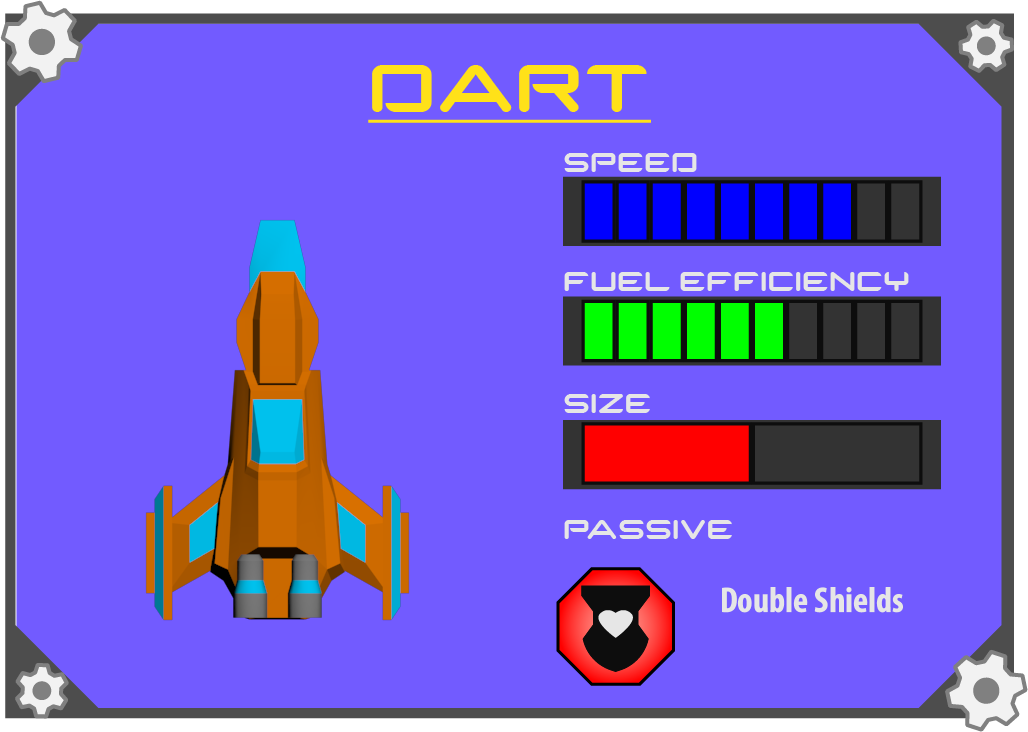 DART
SPEED
FUEL EFFICIENCY
SIZE
PASSIVE
Double Shields